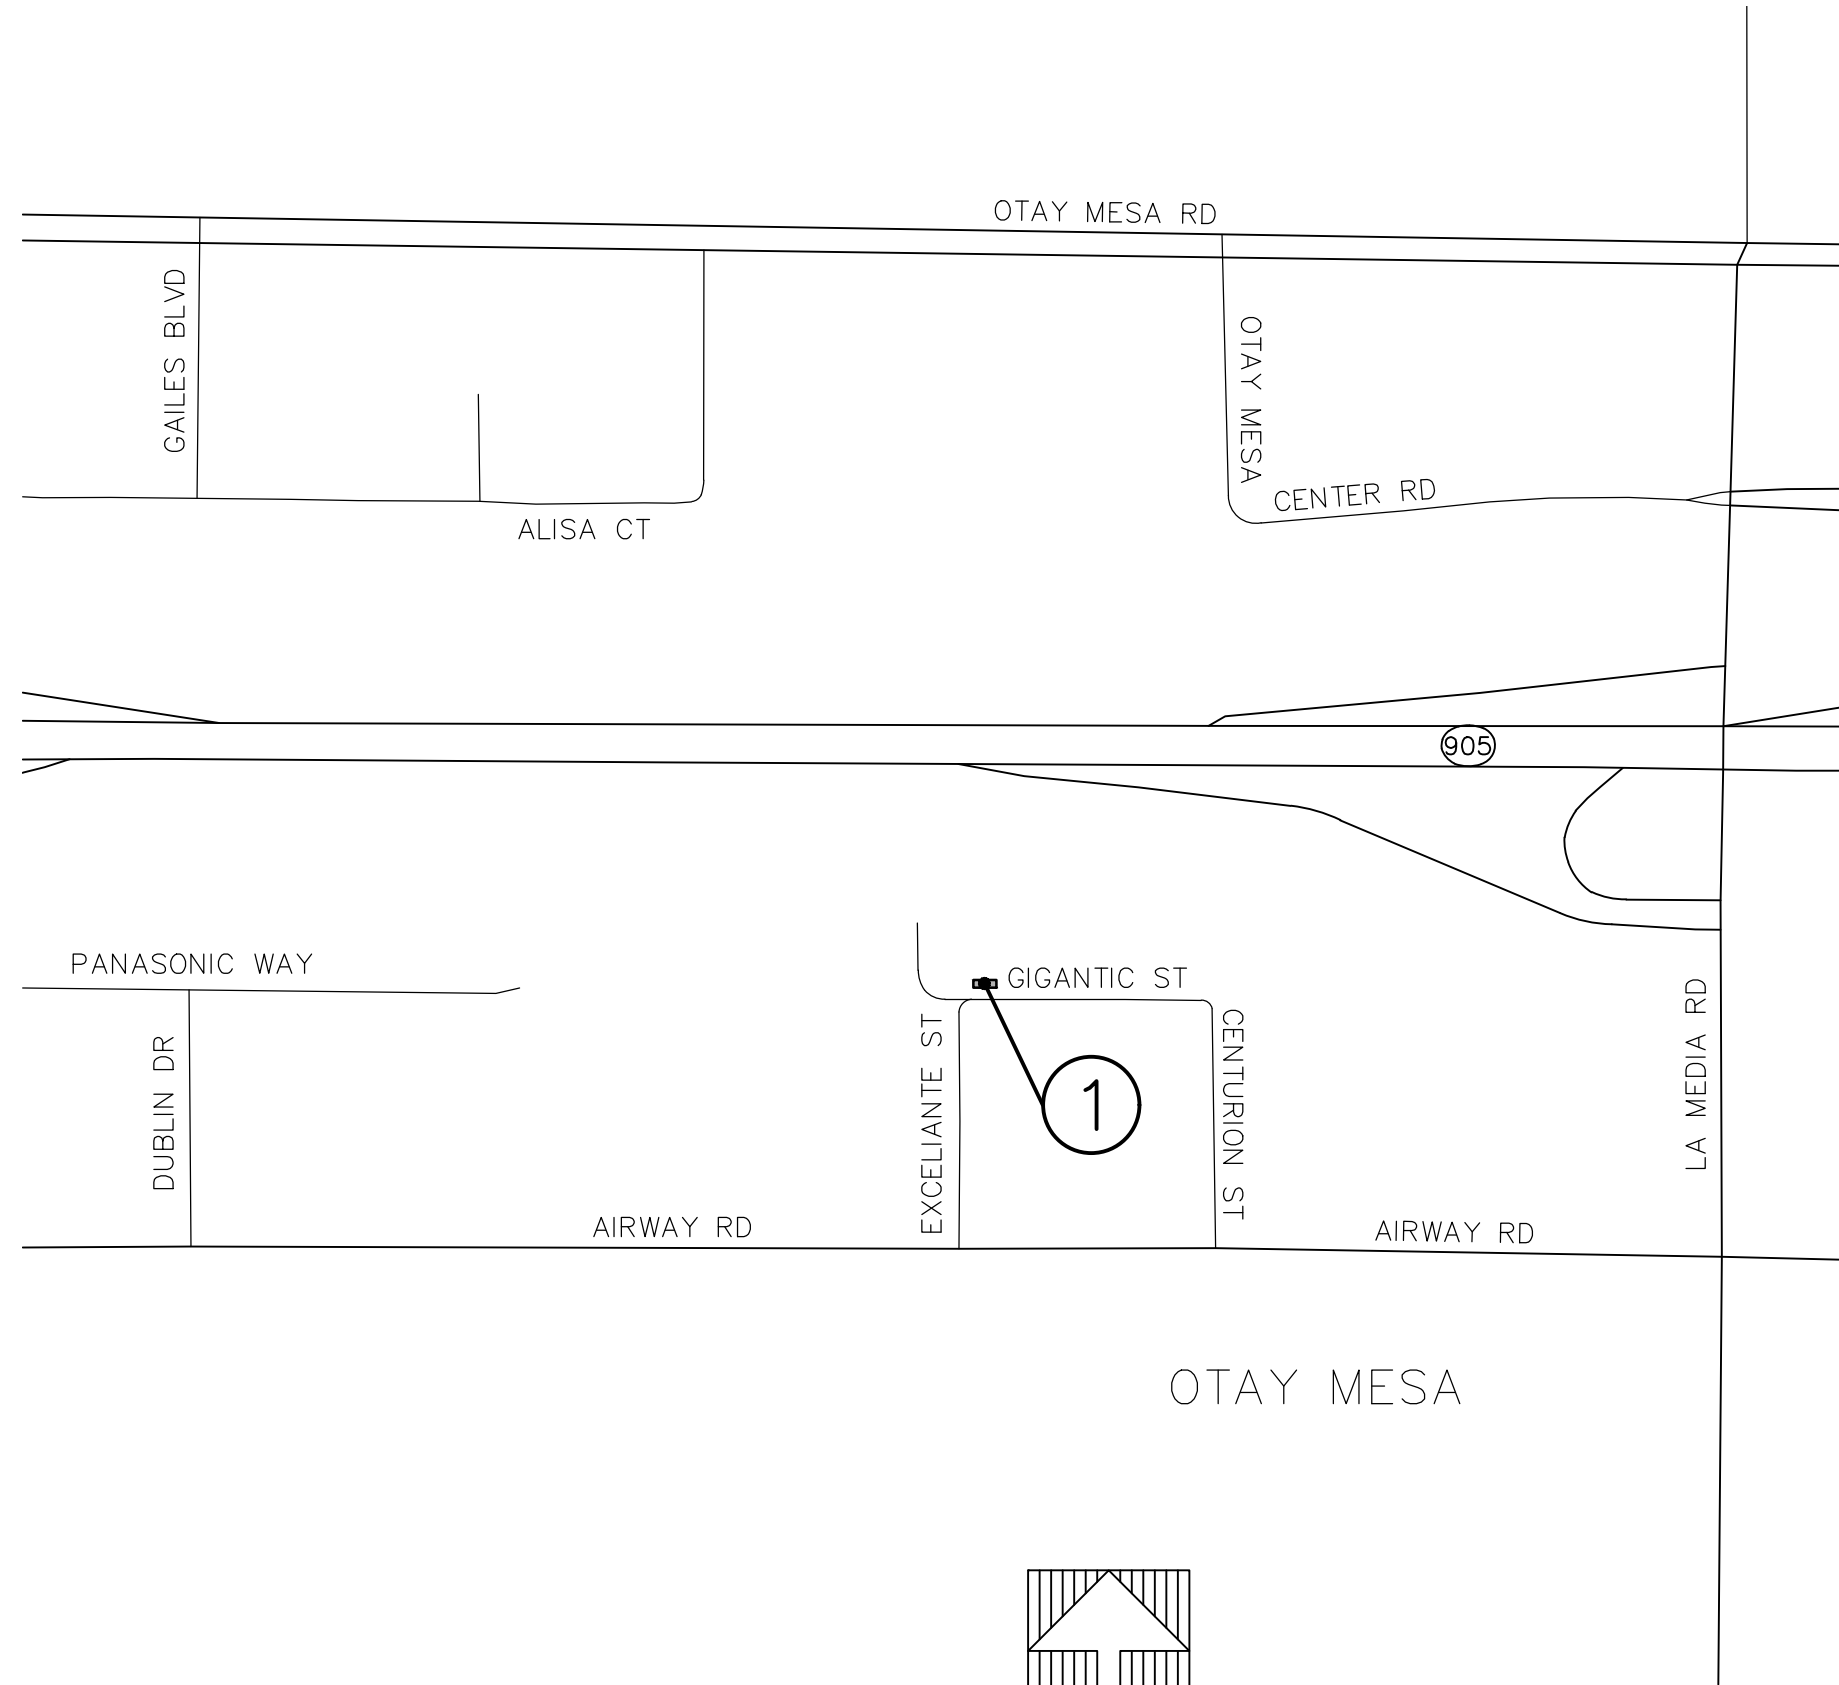 OTAY MESA RD
GAILES BLVD
OTAY MESA
CENTER RD
ALISA CT
905
PANASONIC WAY
GIGANTIC ST
DUBLIN DR
EXCELIANTE ST
1
CENTURION ST
LA MEDIA RD
AIRWAY RD
AIRWAY RD
OTAY MESA